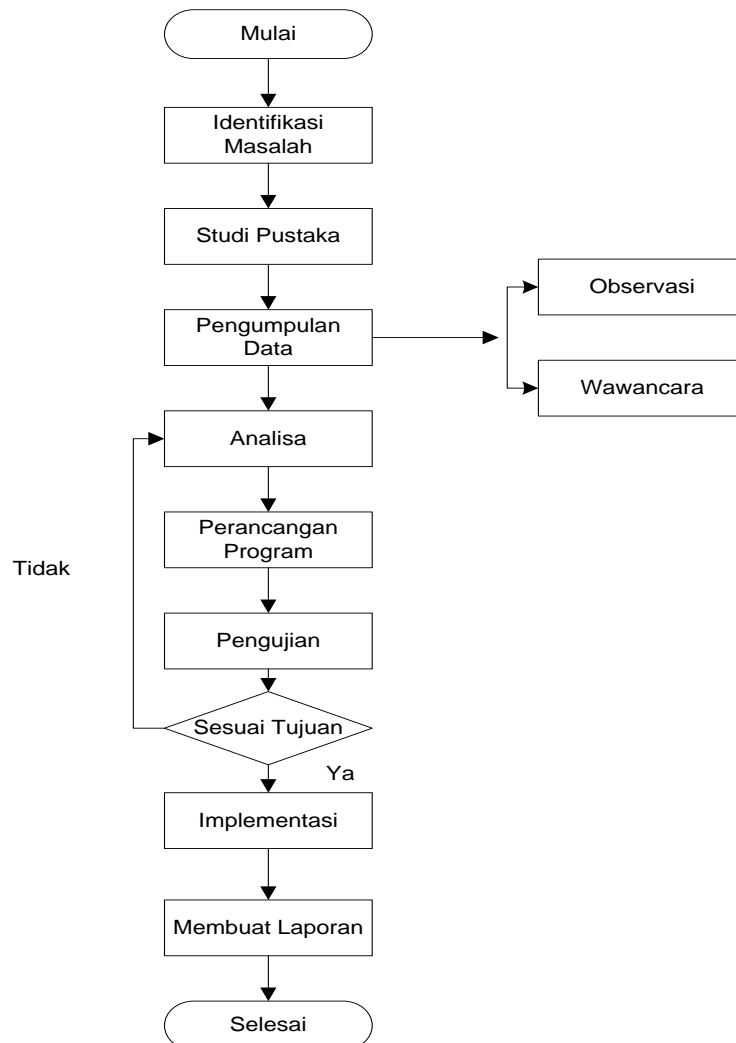 Mulai
Identifikasi
Masalah
Studi Pustaka
Pengumpulan
Data
Observasi
Wawancara
Analisa
Perancangan
Program
Tidak
Pengujian
Sesuai Tujuan
Ya
Implementasi
Membuat Laporan
Selesai